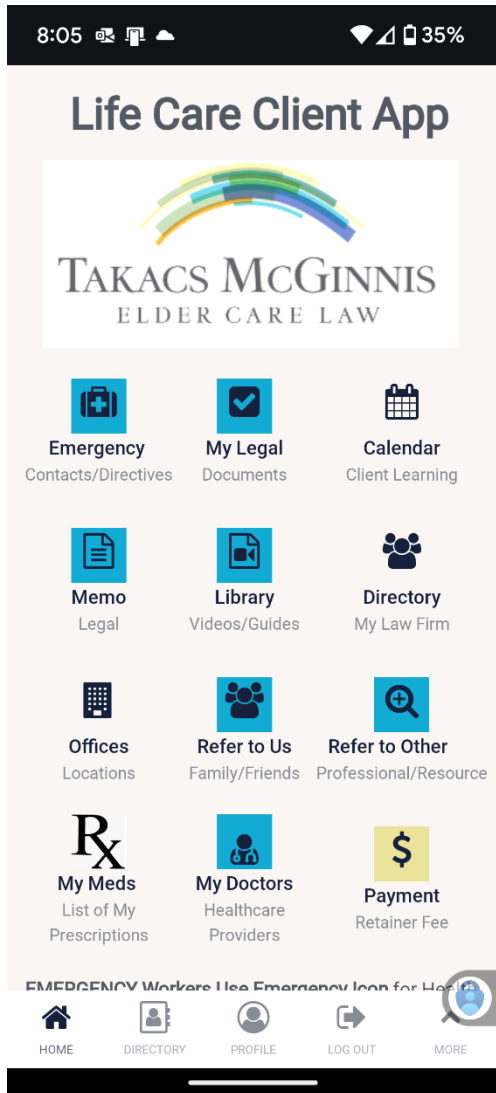 8:05 35%
Life Care Client App
TAKACS MCGINNIS
ELDER CARE LAW
Emergency My Legal Calendar
Contacts/Directives Documents Client Learning
Memo Library Directory
Legal Videos/Guides My Law Firm
Offices Refer to Us Refer to Other
Locations Family/Friends Professional/Resource
Rx
My Meds My Doctors Payment
List of My Healthcare Retainer Fee
Prescriptions Providers
EMERGENCY Workers Use Emergency Icon for Health
HOME DIRECTORY PROFILE LOG OUT MORE